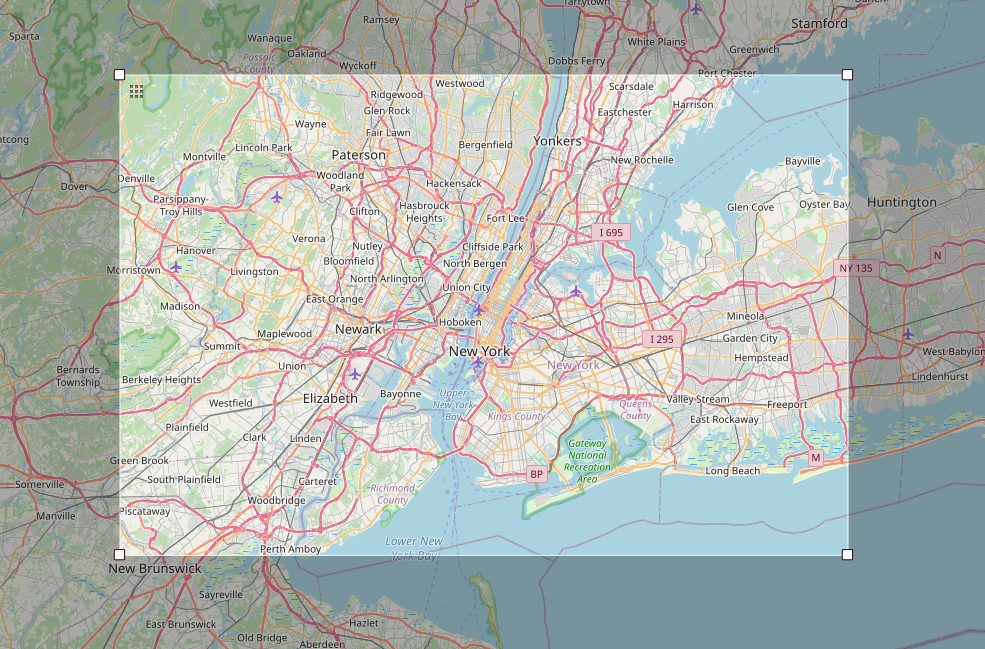 Tarrytown
Ramsey
Stamford
Sparta
Wanaque
White Plains
Oakland
Greenwich
Passaic
County
Wyckoff
Dobbs Ferry
Port Chester
Westwood
Scarsdale
Ridgewood
Harrison
Glen Rock
Eastchester
Wayne
Fair Lawn
Yonkers
Lincoln Park
Bergenfield
Montville
Paterson
New Rochelle
Bayville
Denville
Woodland
Park
Dover
Hackensack
Parsippany-
Troy Hills
Hasbrouck
Heights
Glen Cove
Oyster Bay
Huntington
Clifton
Fort Lee
I 695
Verona
Nutley
Cliffside Park
Hanover
Bloomfield
North Bergen
N
Morristown
Livingston
North Arlington
NY 135
Union City
East Orange
Madison
Mineola
Hoboken
Newark
Maplewood
I 295
Garden City
Summit
New York
West Babylon
Hempstead
Union
New York
Bernards
Township
Berkeley Heights
Lindenhurst
Elizabeth
Bayonne
Upper
New York
Bay
Valley Stream
Westfield
Queens
County
Freeport
Kings County
East Rockaway
Plainfield
Clark
Linden
Gateway
National
Recreation
Area
Green Brook
M
Long Beach
BP
South Plainfield
Carteret
Somerville
Richmond
County
Woodbridge
Piscataway
Manville
Lower New
York Bay
Perth Amboy
New Brunswick
Sayreville
East Brunswick
Hazlet
Old Bridge
Aberdeen